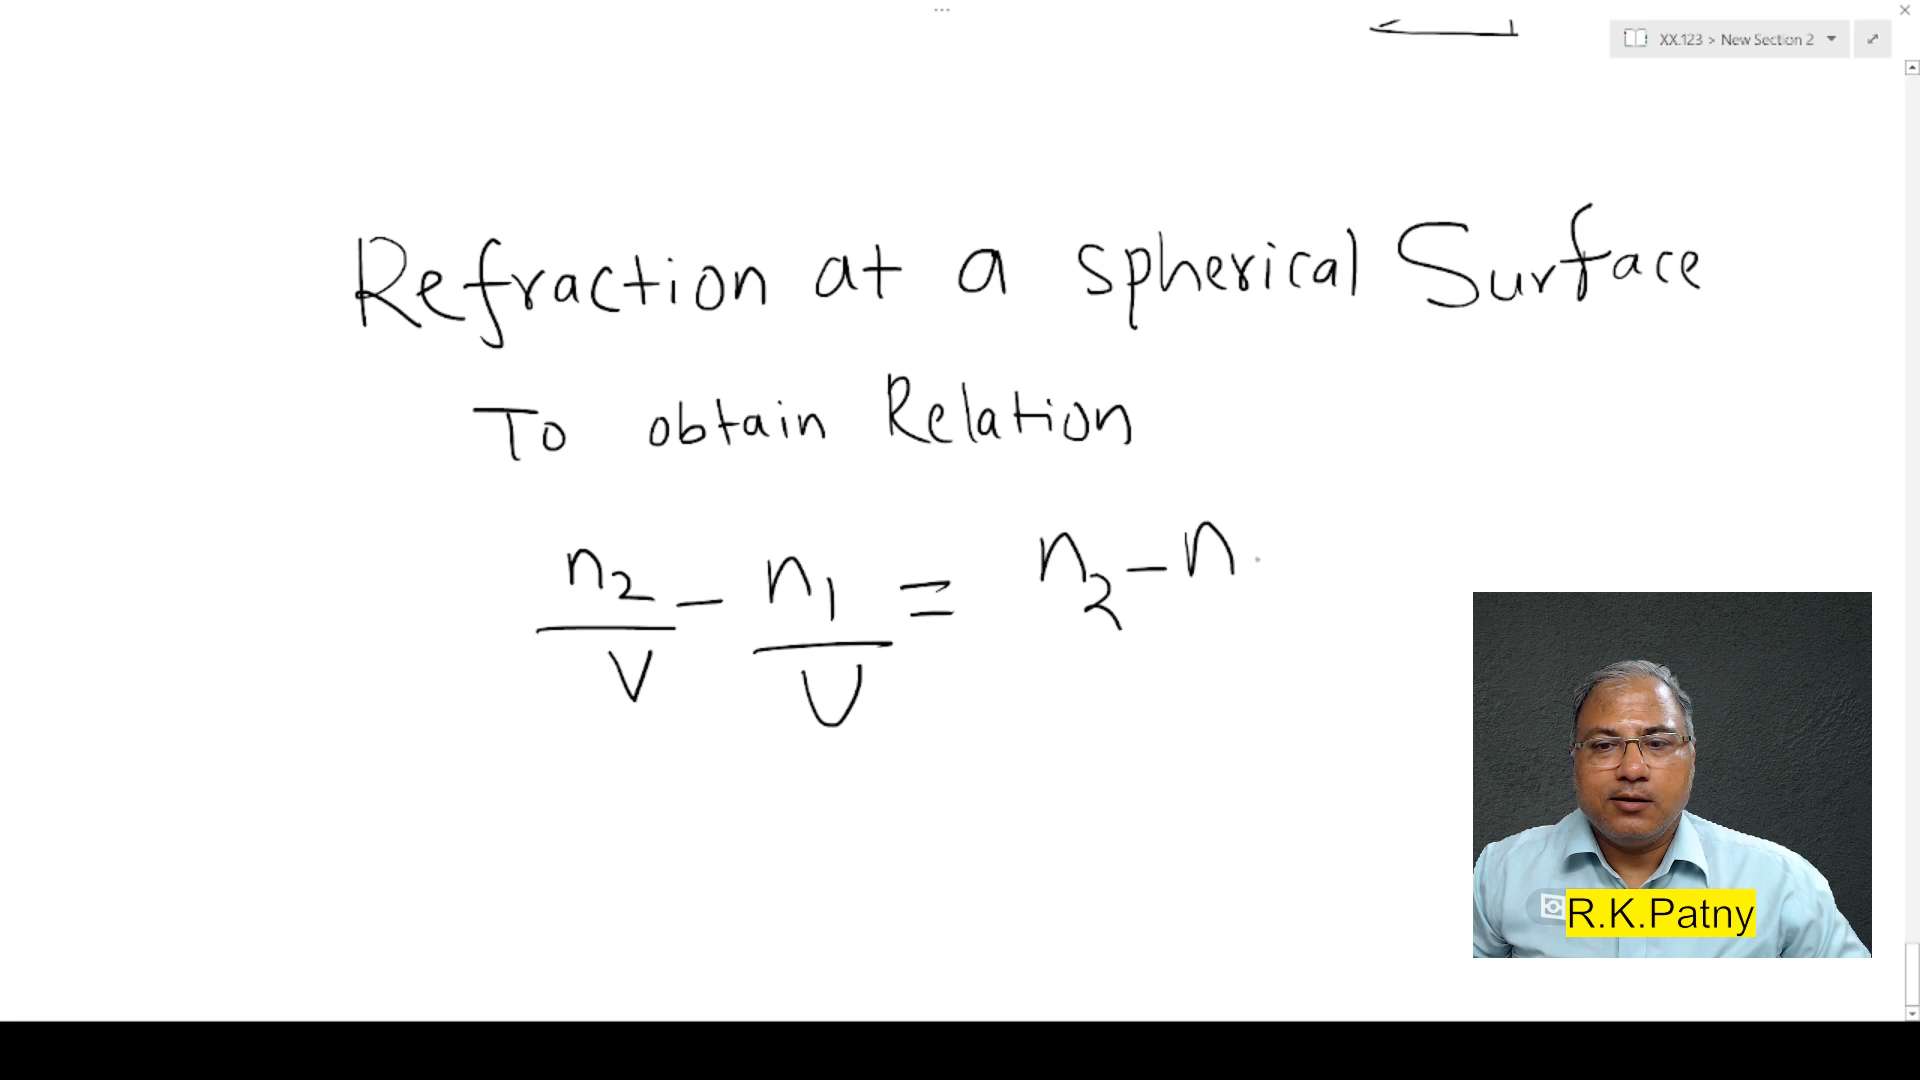 XX.123 > New Section 2
Refraction at a spherical Surface
To obtain Relation
n₂/v - n₁/u = n₂ - n
R.K.Patny